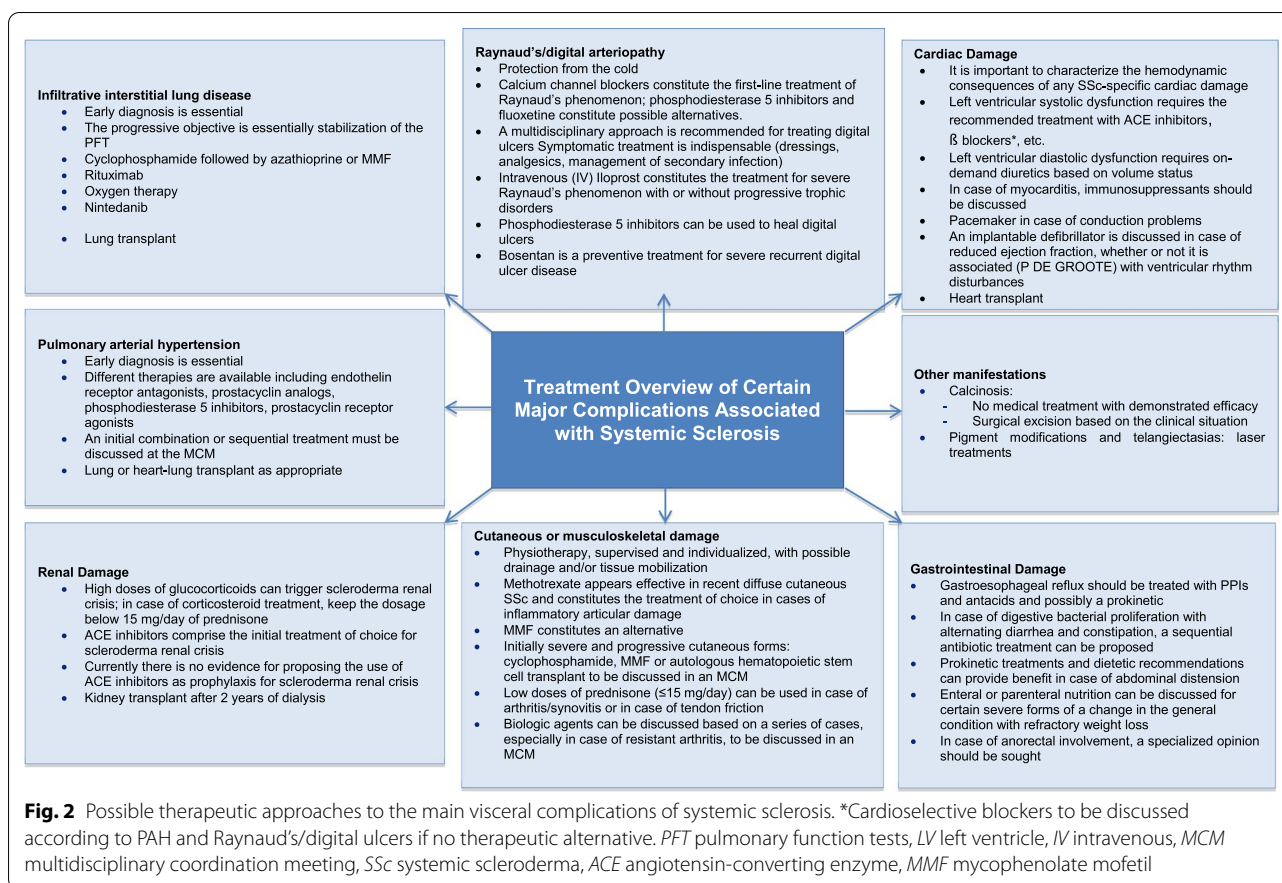 Infiltrative interstitial lung disease
• Early diagnosis is essential
• The progressive objective is essentially stabilization of the
PFT
• Cyclophosphamide followed by azathioprine or MMF
• Rituximab
• Oxygen therapy
• Nintedanib
• Lung transplant
Raynaud's/digital arteriopathy
• Protection from the cold
• Calcium channel blockers constitute the first-line treatment of
Raynaud's phenomenon; phosphodiesterase 5 inhibitors and
fluoxetine constitute possible alternatives.
• A multidisciplinary approach is recommended for treating digital
ulcers Symptomatic treatment is indispensable (dressings,
analgesics, management of secondary infection)
• Intravenous (IV) Iloprost constitutes the treatment for severe
Raynaud's phenomenon with or without progressive trophic
disorders
• Phosphodiesterase 5 inhibitors can be used to heal digital
ulcers
• Bosentan is a preventive treatment for severe recurrent digital
ulcer disease
Cardiac Damage
• It is important to characterize the hemodynamic
consequences of any SSc-specific cardiac damage
• Left ventricular systolic dysfunction requires the
recommended treatment with ACE inhibitors,
ß blockers*, etc.
• Left ventricular diastolic dysfunction requires on-
demand diuretics based on volume status
• In case of myocarditis, immunosuppressants should
be discussed
• Pacemaker in case of conduction problems
• An implantable defibrillator is discussed in case of
reduced ejection fraction, whether or not it is
associated (P DE GROOTE) with ventricular rhythm
disturbances
• Heart transplant
Pulmonary arterial hypertension
• Early diagnosis is essential
• Different therapies are available including endothelin
receptor antagonists, prostacyclin analogs,
phosphodiesterase 5 inhibitors, prostacyclin receptor
agonists
• An initial combination or sequential treatment must be
discussed at the MCM
• Lung or heart-lung transplant as appropriate
Treatment Overview of Certain
Major Complications Associated
with Systemic Sclerosis
Other manifestations
• Calcinosis:
- No medical treatment with demonstrated efficacy
- Surgical excision based on the clinical situation
• Pigment modifications and telangiectasias: laser
treatments
Renal Damage
• High doses of glucocorticoids can trigger scleroderma renal
crisis; in case of corticosteroid treatment, keep the dosage
below 15 mg/day of prednisone
• ACE inhibitors comprise the initial treatment of choice for
scleroderma renal crisis
• Currently there is no evidence for proposing the use of
ACE inhibitors as prophylaxis for scleroderma renal crisis
• Kidney transplant after 2 years of dialysis
Cutaneous or musculoskeletal damage
• Physiotherapy, supervised and individualized, with possible
drainage and/or tissue mobilization
• Methotrexate appears effective in recent diffuse cutaneous
SSc and constitutes the treatment of choice in cases of
inflammatory articular damage
• MMF constitutes an alternative
• Initially severe and progressive cutaneous forms:
cyclophosphamide, MMF or autologous hematopoietic stem
cell transplant to be discussed in an MCM
• Low doses of prednisone (≤15 mg/day) can be used in case of
arthritis/synovitis or in case of tendon friction
• Biologic agents can be discussed based on a series of cases,
especially in case of resistant arthritis, to be discussed in an
MCM
Gastrointestinal Damage
• Gastroesophageal reflux should be treated with PPIs
and antacids and possibly a prokinetic
• In case of digestive bacterial proliferation with
alternating diarrhea and constipation, a sequential
antibiotic treatment can be proposed
• Prokinetic treatments and dietetic recommendations
can provide benefit in case of abdominal distension
• Enteral or parenteral nutrition can be discussed for
certain severe forms of a change in the general
condition with refractory weight loss
• In case of anorectal involvement, a specialized opinion
should be sought
Fig. 2 Possible therapeutic approaches to the main visceral complications of systemic sclerosis. *Cardioselective blockers to be discussed
according to PAH and Raynaud's/digital ulcers if no therapeutic alternative. PFT pulmonary function tests, LV left ventricle, IV intravenous, MCM
multidisciplinary coordination meeting, SSc systemic scleroderma, ACE angiotensin-converting enzyme, MMF mycophenolate mofetil